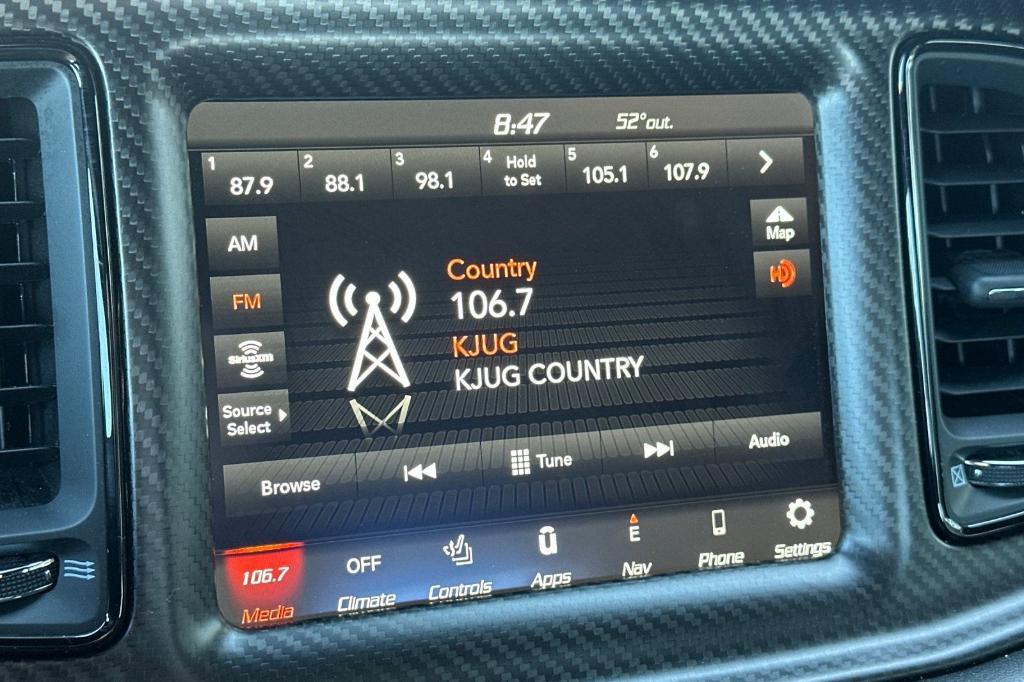 8:47 52°out.
1 87.9 2 88.1 3 98.1 4 Hold to Set 5 105.1 6 107.9
AM
FM
SiriusXM
Source
Select
Map
HD
Country
106.7
KJUG
KJUG COUNTRY
Browse Tune Audio
106.7 OFF E
Media Climate Controls Apps Nav Phone Settings